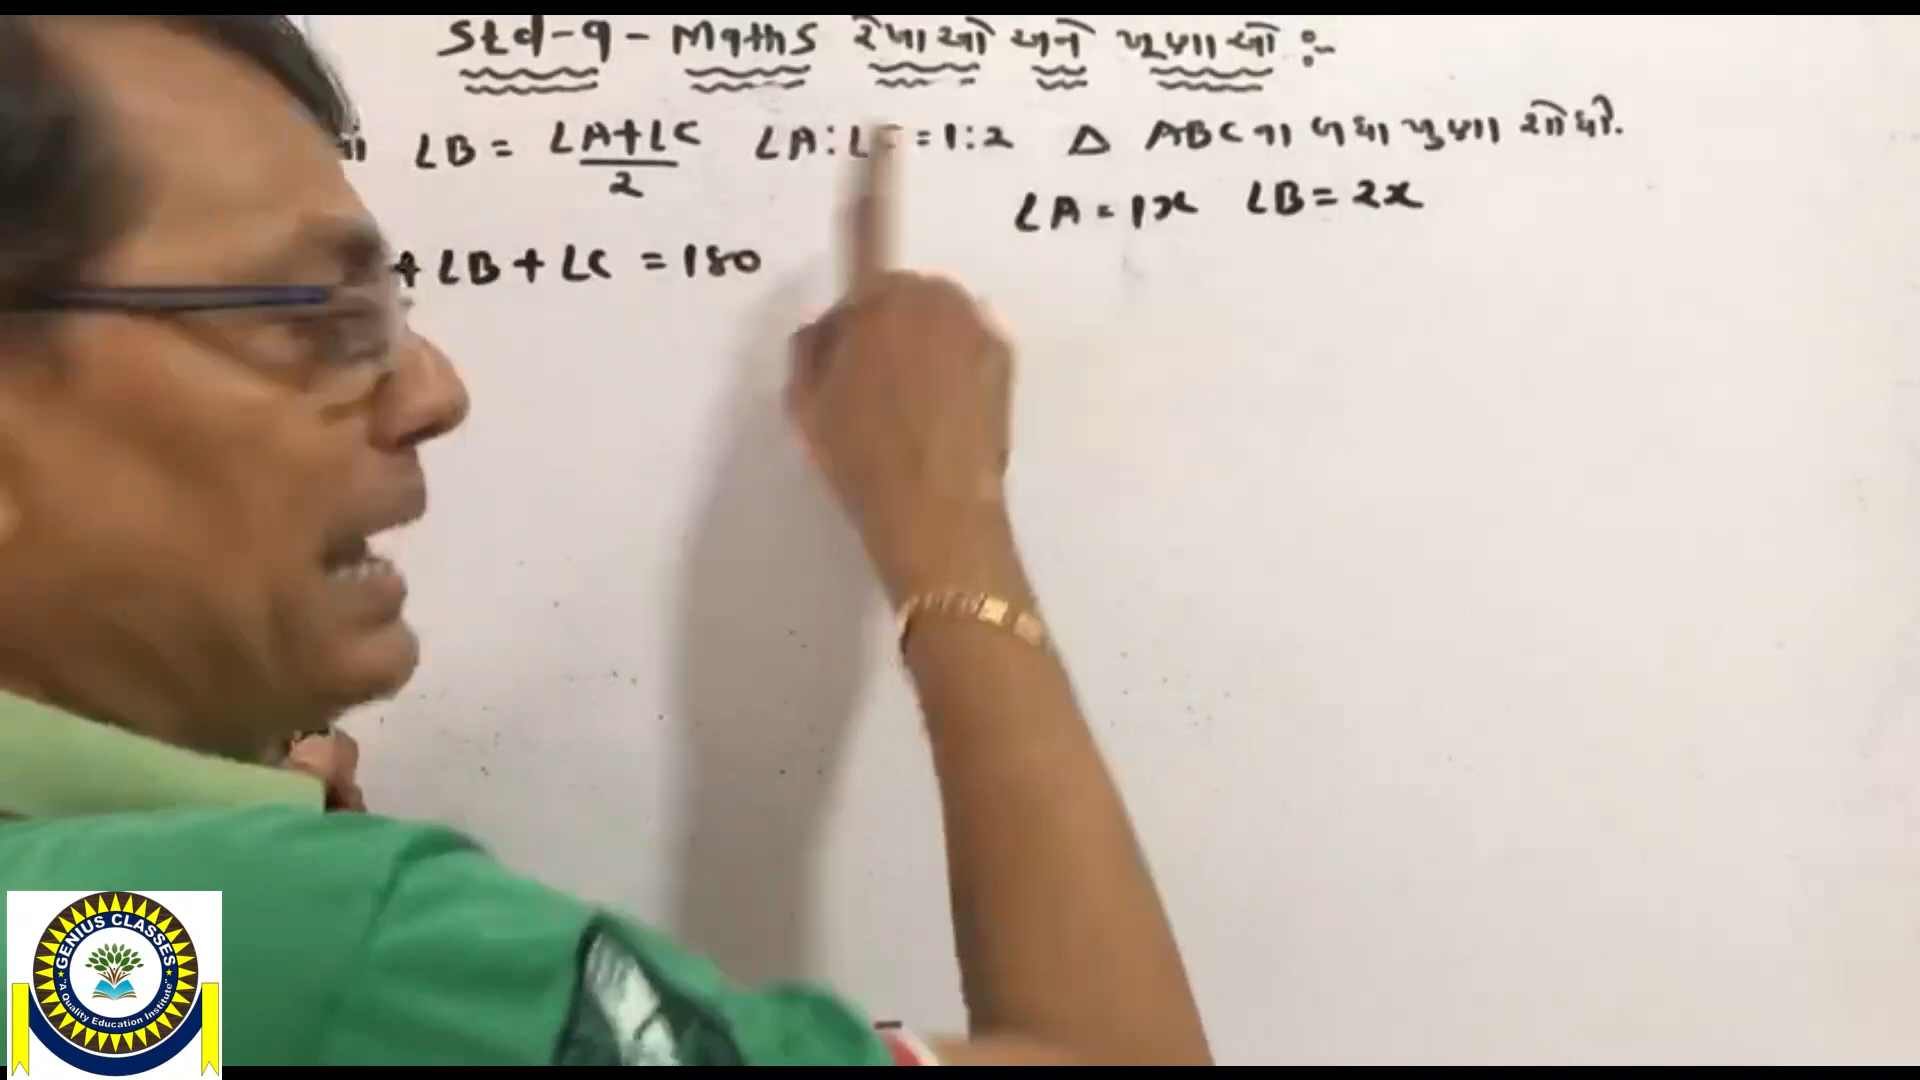 Std-9-Maths રેખાઓ અને ખૂણાઓ :-
માં ∠B = ∠A+∠C/2 ∠A:∠C = 1:2 △ ABC ના બધા ખુણા શોધો.
∠A = 1x ∠B = 2x
+ ∠B + ∠C = 180
GENIUS CLASSES
"A Quality Education Institute"